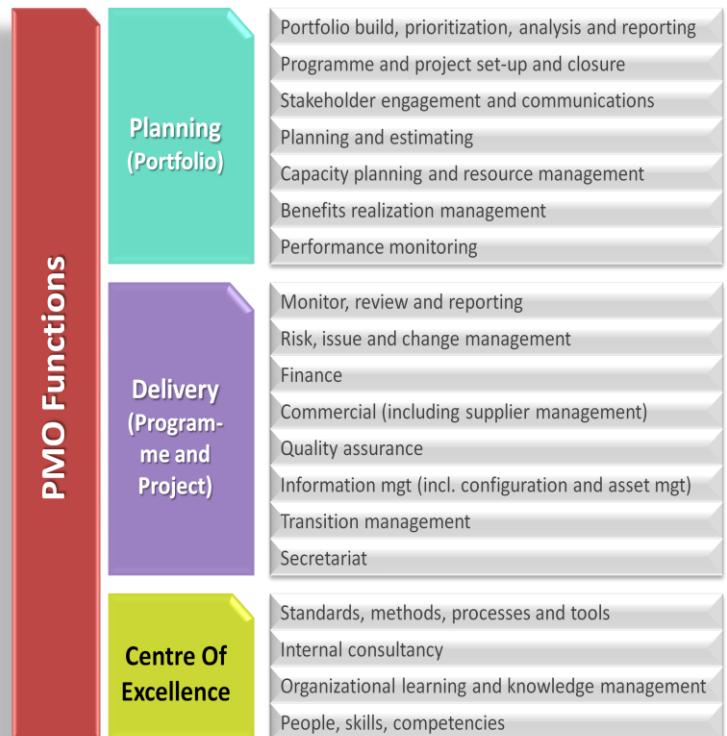 PMO Functions
Planning
(Portfolio)
Portfolio build, prioritization, analysis and reporting
Programme and project set-up and closure
Stakeholder engagement and communications
Planning and estimating
Capacity planning and resource management
Benefits realization management
Performance monitoring
Delivery
(Program-
me and
Project)
Monitor, review and reporting
Risk, issue and change management
Finance
Commercial (including supplier management)
Quality assurance
Information mgt (incl. configuration and asset mgt)
Transition management
Secretariat
Centre Of
Excellence
Standards, methods, processes and tools
Internal consultancy
Organizational learning and knowledge management
People, skills, competencies